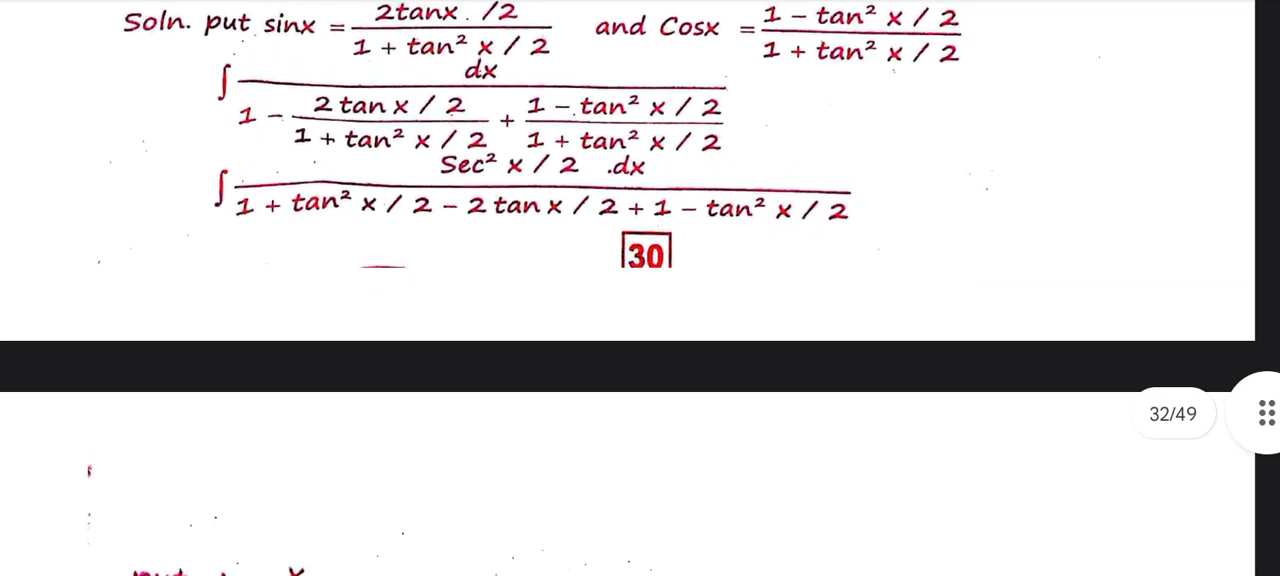 Soln. put sinx = 2tanx . /2 / 1 + tan² x / 2 and Cosx = 1 - tan² x / 2 / 1 + tan² x / 2
∫ dx / 1 - 2 tan x / 2 / 1 + tan² x / 2 + 1 - tan² x / 2 / 1 + tan² x / 2
∫ Sec² x / 2 .dx / 1 + tan² x / 2 - 2 tan x / 2 + 1 - tan² x / 2
30
32/49